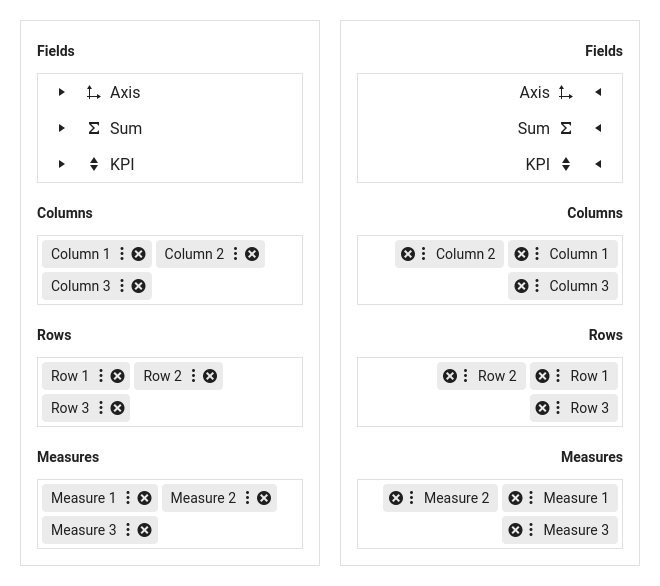 Fields
Axis
Sum
KPI
Columns
Column 1 Column 2
Column 3
Rows
Row 1 Row 2
Row 3
Measures
Measure 1 Measure 2
Measure 3
Fields
Axis
Sum
KPI
Columns
Column 2 Column 1
Column 3
Rows
Row 2 Row 1
Row 3
Measures
Measure 2 Measure 1
Measure 3